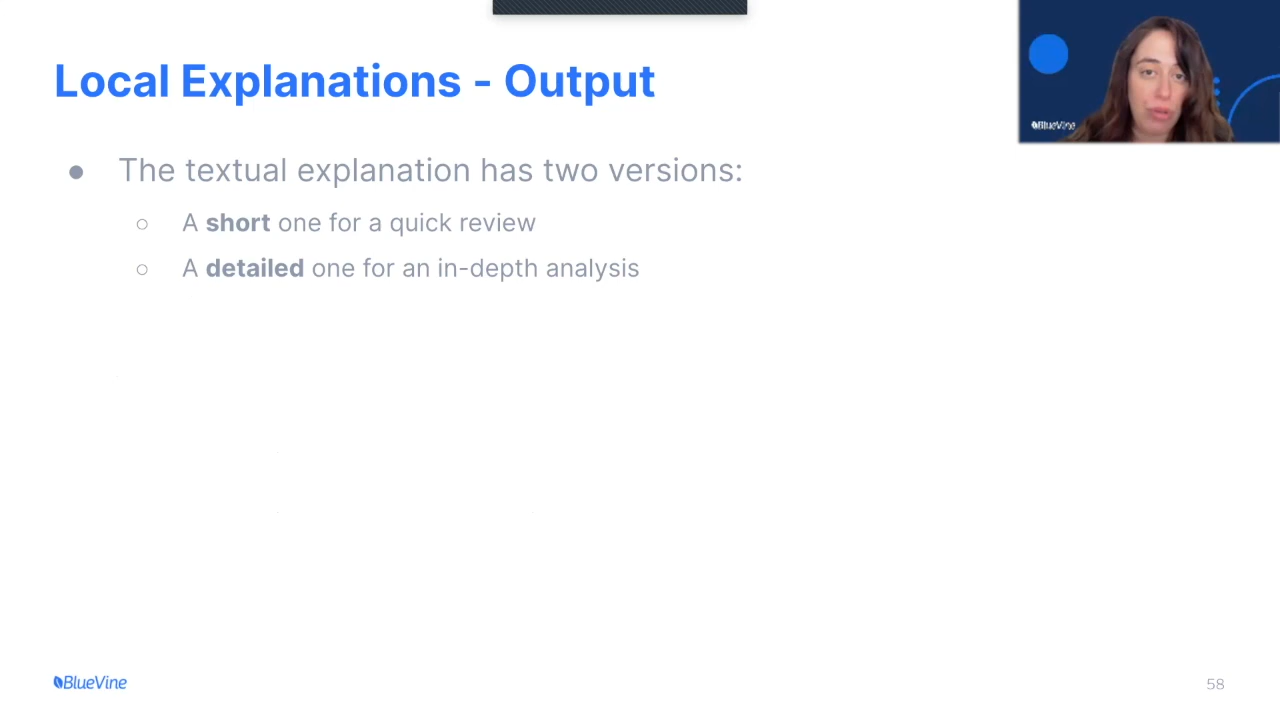 Local Explanations - Output
BlueVine
● The textual explanation has two versions:
○ A short one for a quick review
○ A detailed one for an in-depth analysis
BlueVine
58